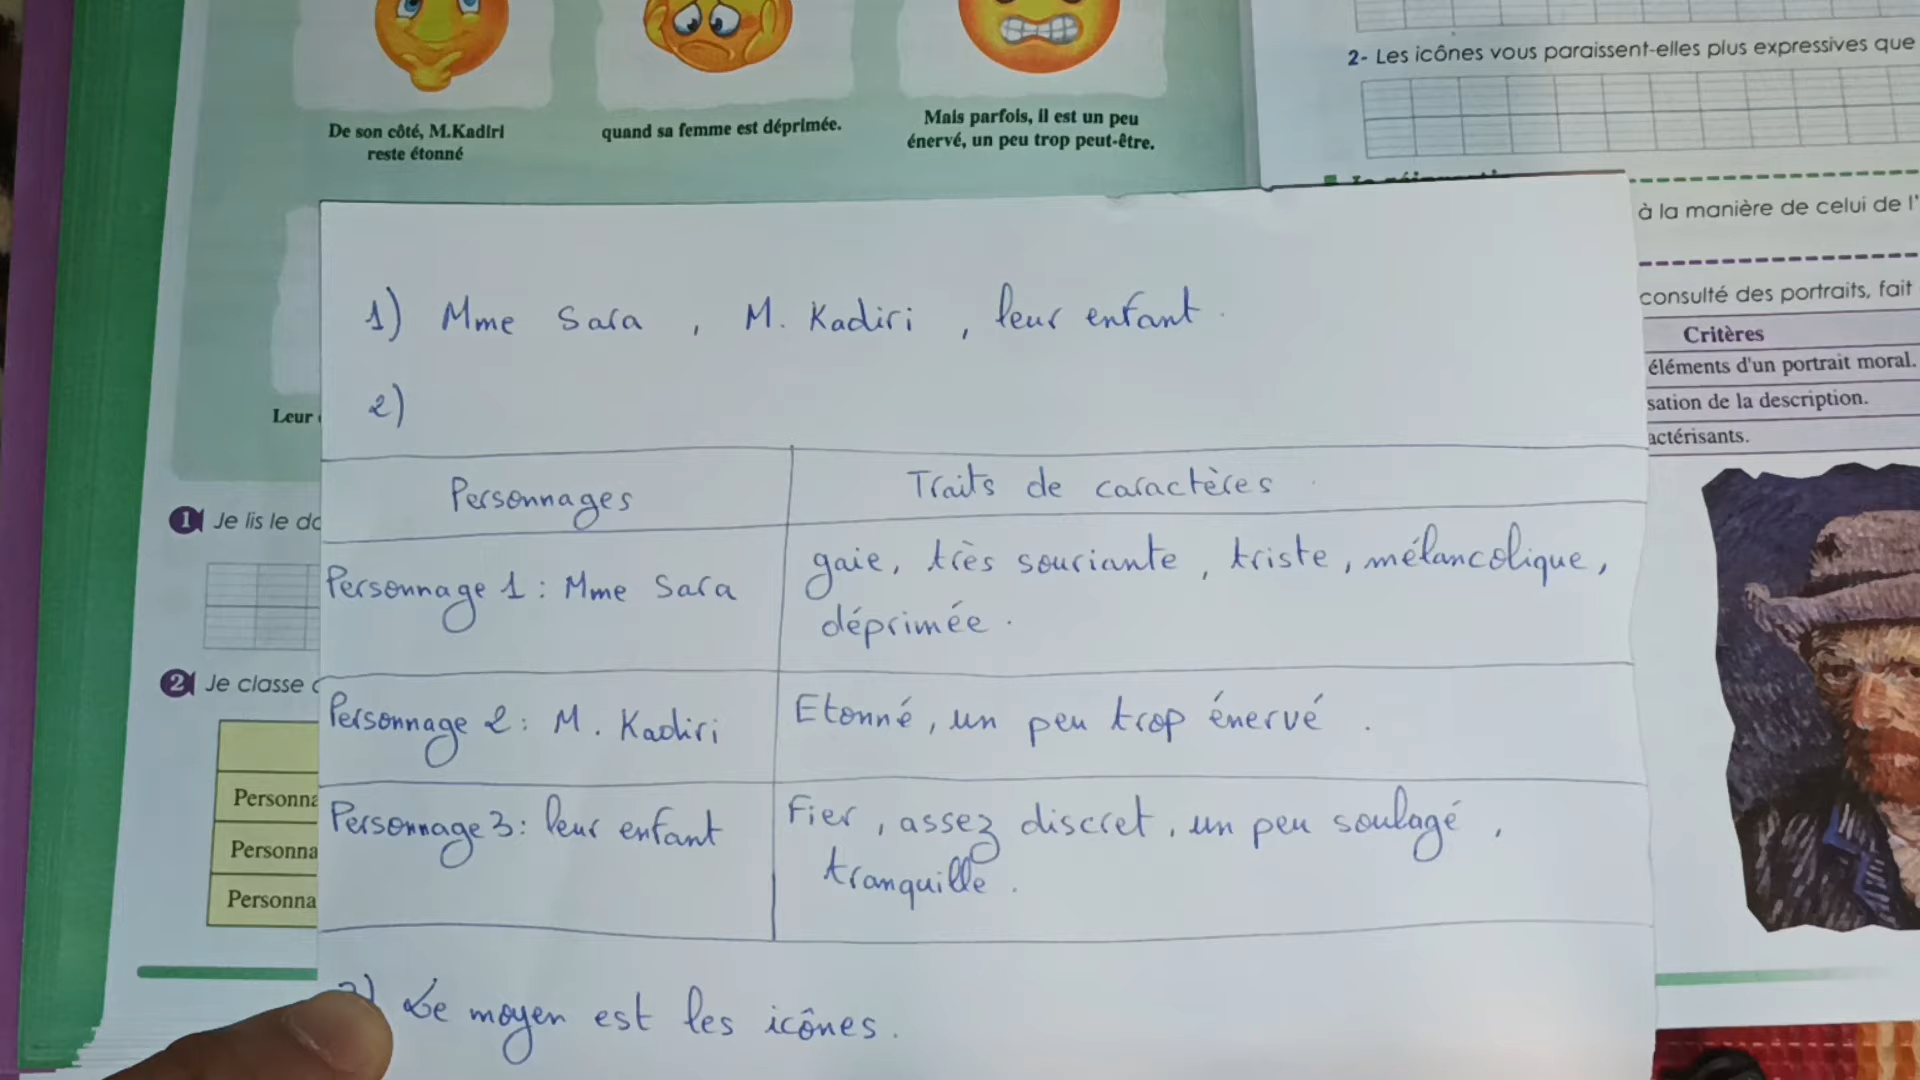 De son côté, M.Kadiri
reste étonné
quand sa femme est déprimée.
Mais parfois, il est un peu
énervé, un peu trop peut-être.
2- Les icônes vous paraissent-elles plus expressives que
à la manière de celui de l'
consulté des portraits, fait
Critères
éléments d'un portrait moral.
sation de la description.
actérisants.
Leur
1 Je lis le
2 Je classe
Personna
Personna
Personna
1) Mme Sara , M. Kadiri , leur enfant.
2)
Personnages
Traits de caractères
Personnage 1 : Mme Sara
gaie, très souriante, triste, mélancolique,
déprimée.
Personnage 2 : M. Kadiri
Etonné, un peu trop énervé.
Personnage 3 : leur enfant
Fier, assez discret, un peu soulagé,
tranquille.
Le moyen est les icônes.